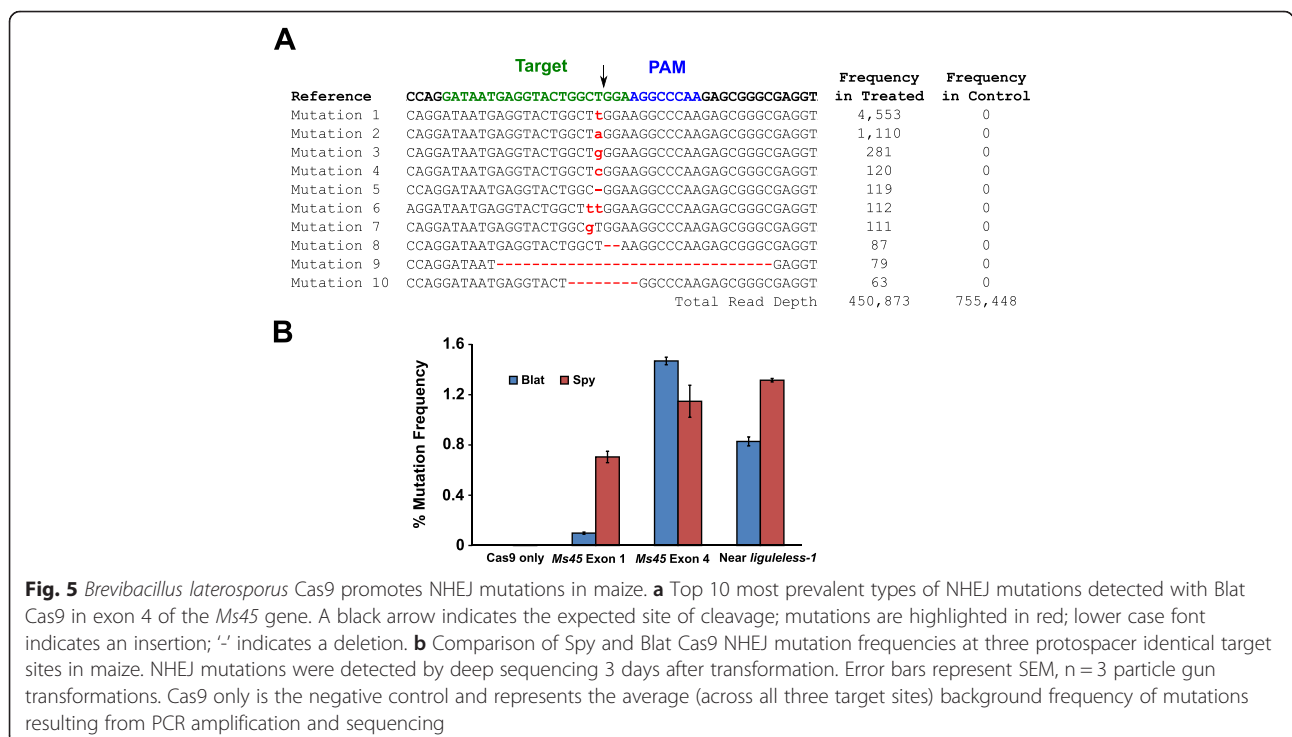 A
Target PAM
Frequency Frequency
Reference CCAGGATAATGAGGTACTGGCTGGAAGGCCCAAGAGCGGGCGAGGT in Treated in Control
Mutation 1 CAGGATAATGAGGTACTGGCTtGGAAGGCCCAAGAGCGGGCGAGGT 4,553 0
Mutation 2 CAGGATAATGAGGTACTGGCTaGGAAGGCCCAAGAGCGGGCGAGGT 1,110 0
Mutation 3 CAGGATAATGAGGTACTGGCTgGGAAGGCCCAAGAGCGGGCGAGGT 281 0
Mutation 4 CAGGATAATGAGGTACTGGCTcGGAAGGCCCAAGAGCGGGCGAGGT 120 0
Mutation 5 CCAGGATAATGAGGTACTGGC-GGAAGGCCCAAGAGCGGGCGAGGT 119 0
Mutation 6 AGGATAATGAGGTACTGGCTttGGAAGGCCCAAGAGCGGGCGAGGT 112 0
Mutation 7 CAGGATAATGAGGTACTGGCgTGGAAGGCCCAAGAGCGGGCGAGGT 111 0
Mutation 8 CCAGGATAATGAGGTACTGGCT--AAGGCCCAAGAGCGGGCGAGGT 87 0
Mutation 9 CCAGGATAAT-------------------------------GAGGT 79 0
Mutation 10 CCAGGATAATGAGGTACT--------GGCCCAAGAGCGGGCGAGGT 63 0
Total Read Depth 450,873 755,448
B
1.6
1.2
0.8
0.4
0
% Mutation Frequency
Blat Spy
Cas9 only Ms45 Exon 1 Ms45 Exon 4 Near liguleless-1
Fig. 5 Brevibacillus laterosporus Cas9 promotes NHEJ mutations in maize. a Top 10 most prevalent types of NHEJ mutations detected with Blat
Cas9 in exon 4 of the Ms45 gene. A black arrow indicates the expected site of cleavage; mutations are highlighted in red; lower case font
indicates an insertion; ‘-’ indicates a deletion. b Comparison of Spy and Blat Cas9 NHEJ mutation frequencies at three protospacer identical target
sites in maize. NHEJ mutations were detected by deep sequencing 3 days after transformation. Error bars represent SEM, n = 3 particle gun
transformations. Cas9 only is the negative control and represents the average (across all three target sites) background frequency of mutations
resulting from PCR amplification and sequencing